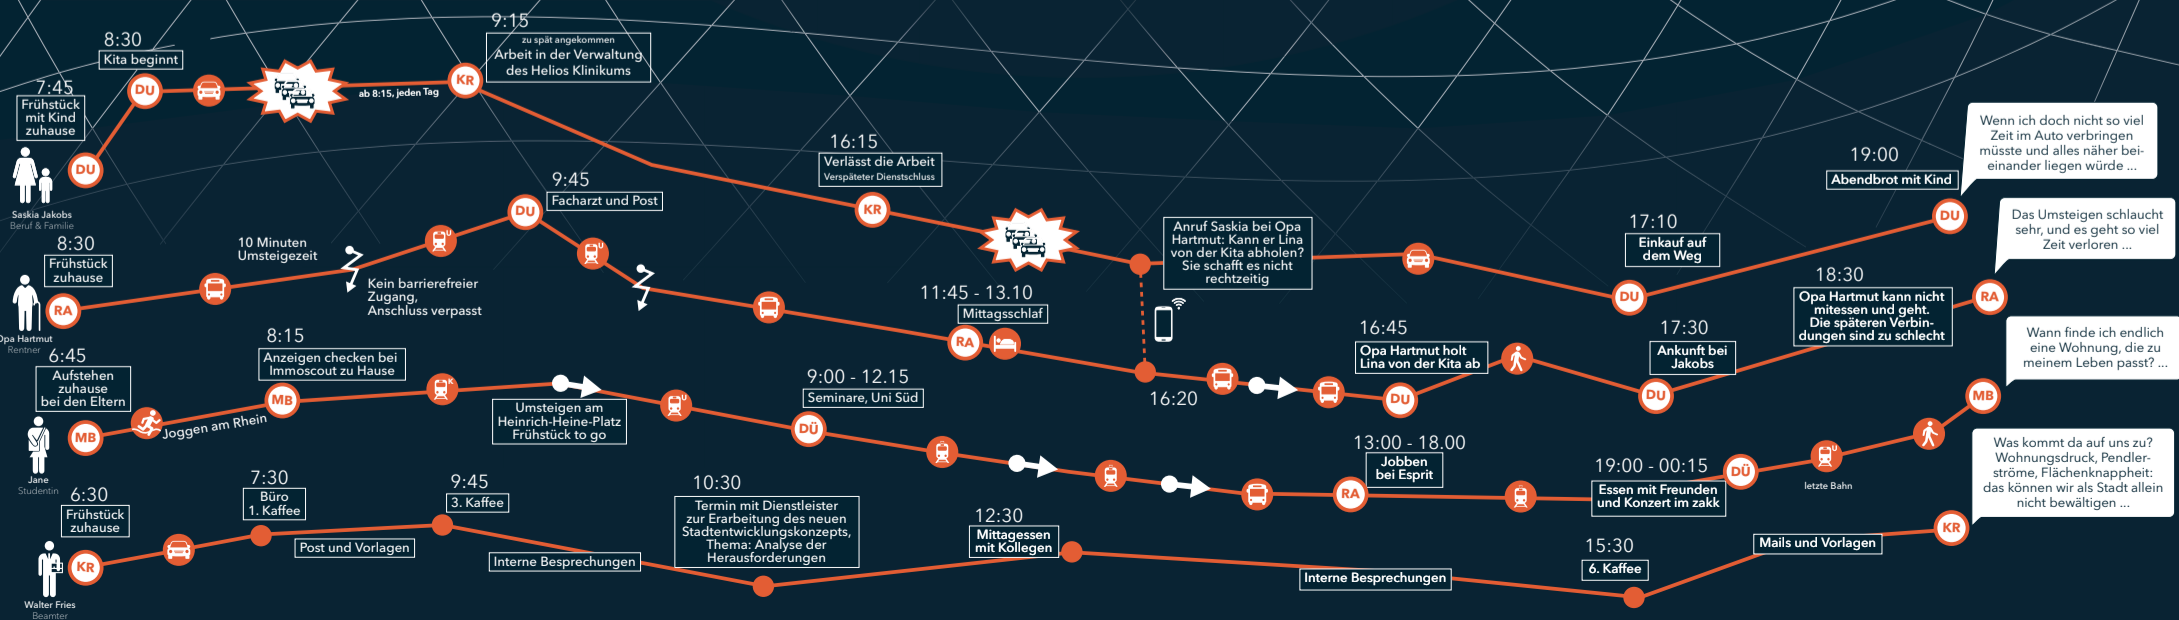 7:45
Frühstück
mit Kind
zuhause
DU
Saskia Jakobs
Beruf & Familie
8:30
Kita beginnt
DU
ab 8:15, jeden Tag
KR
9:15
zu spät angekommen
Arbeit in der Verwaltung
des Helios Klinikums
16:15
Verlässt die Arbeit
Verspäteter Dienstschluss
KR
Anruf Saskia bei Opa
Hartmut: Kann er Lina
von der Kita abholen?
Sie schafft es nicht
rechtzeitig
17:10
Einkauf auf
dem Weg
DU
19:00
Abendbrot mit Kind
DU
Wenn ich doch nicht so viel
Zeit im Auto verbringen
müsste und alles näher bei-
einander liegen würde ...
8:30
Frühstück
zuhause
RA
Opa Hartmut
Rentner
10 Minuten
Umsteigezeit
Kein barrierefreier
Zugang,
Anschluss verpasst
U
DU
9:45
Facharzt und Post
U
11:45 - 13.10
Mittagsschlaf
RA
16:20
16:45
Opa Hartmut holt
Lina von der Kita ab
DU
17:30
Ankunft bei
Jakobs
DU
18:30
Opa Hartmut kann nicht
mitessen und geht.
Die späteren Verbin-
dungen sind zu schlecht
RA
Das Umsteigen schlaucht
sehr, und es geht so viel
Zeit verloren ...
6:45
Aufstehen
zuhause
bei den Eltern
MB
Jane
Studentin
Joggen am Rhein
8:15
Anzeigen checken bei
Immoscout zu Hause
MB
K
Umsteigen am
Heinrich-Heine-Platz
Frühstück to go
U
9:00 - 12.15
Seminare, Uni Süd
DÜ
13:00 - 18.00
Jobben
bei Esprit
RA
19:00 - 00:15
Essen mit Freunden
und Konzert im zakk
DÜ
U
letzte Bahn
MB
Wann finde ich endlich
eine Wohnung, die zu
meinem Leben passt? ...
6:30
Frühstück
zuhause
KR
Walter Fries
Beamter
7:30
Büro
1. Kaffee
Post und Vorlagen
9:45
3. Kaffee
Interne Besprechungen
10:30
Termin mit Dienstleister
zur Erarbeitung des neuen
Stadtentwicklungskonzepts,
Thema: Analyse der
Herausforderungen
12:30
Mittagessen
mit Kollegen
Interne Besprechungen
15:30
6. Kaffee
Mails und Vorlagen
KR
Was kommt da auf uns zu?
Wohnungsdruck, Pendler-
ströme, Flächenknappheit:
das können wir als Stadt allein
nicht bewältigen ...